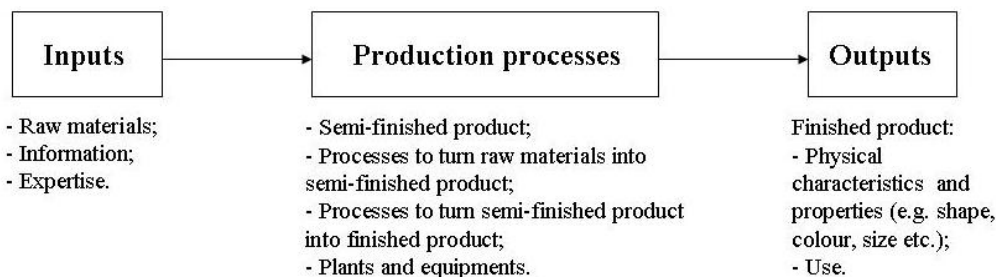 Inputs
Production processes
Outputs
- Raw materials;
- Information;
- Expertise.
- Semi-finished product;
- Processes to turn raw materials into
semi-finished product;
- Processes to turn semi-finished product
into finished product;
- Plants and equipments.
Finished product:
- Physical
characteristics and
properties (e.g. shape,
colour, size etc.);
- Use.